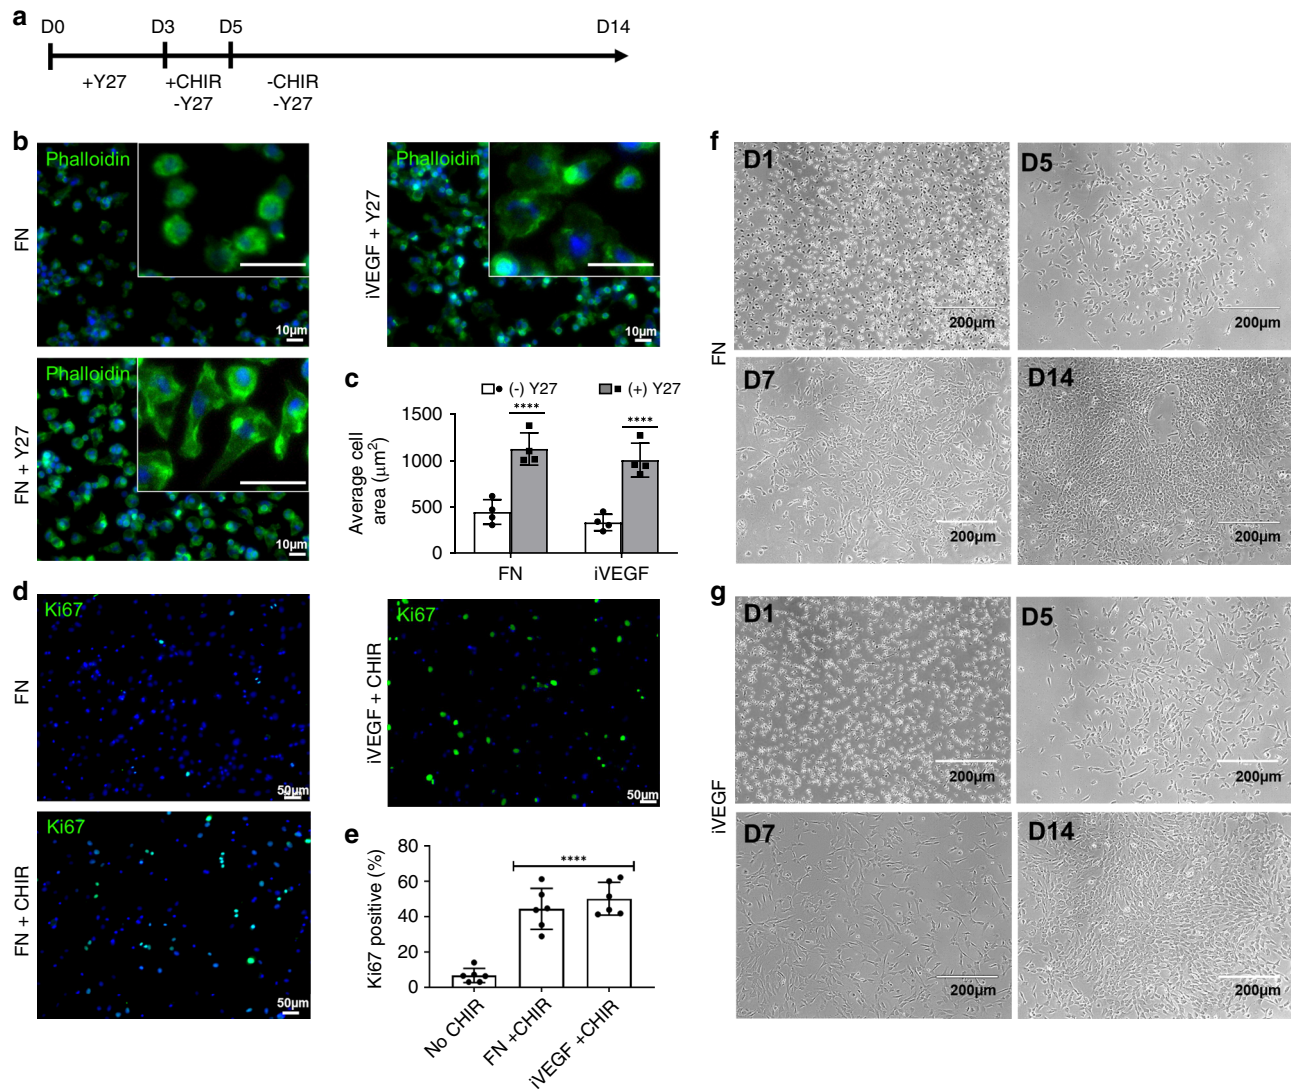 a
D0 D3 D5 D14
+Y27 +CHIR -CHIR
-Y27 -Y27
b
FN
Phalloidin
10µm
iVEGF + Y27
Phalloidin
10µm
FN + Y27
Phalloidin
10µm
c
(-) Y27 (+) Y27
**** ****
Average cell
area (µm2)
1500
1000
500
0
FN iVEGF
d
FN
Ki67
50µm
iVEGF + CHIR
Ki67
50µm
FN + CHIR
Ki67
50µm
e
****
Ki67 positive (%)
80
60
40
20
0
No CHIR
FN +CHIR
iVEGF +CHIR
f
FN
D1
200µm
D5
200µm
D7
200µm
D14
200µm
g
iVEGF
D1
200µm
D5
200µm
D7
200µm
D14
200µm